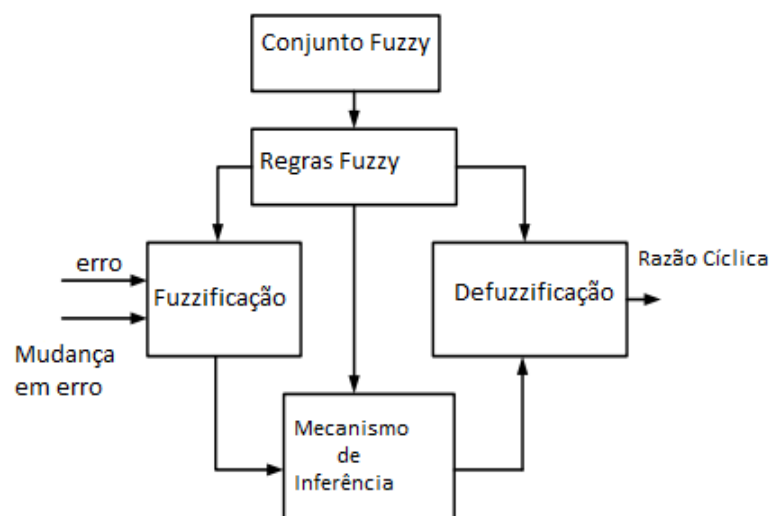 Conjunto Fuzzy
Regras Fuzzy
erro
Mudança
em erro
Fuzzificação
Mecanismo
de
Inferência
Defuzzificação
Razão Cíclica